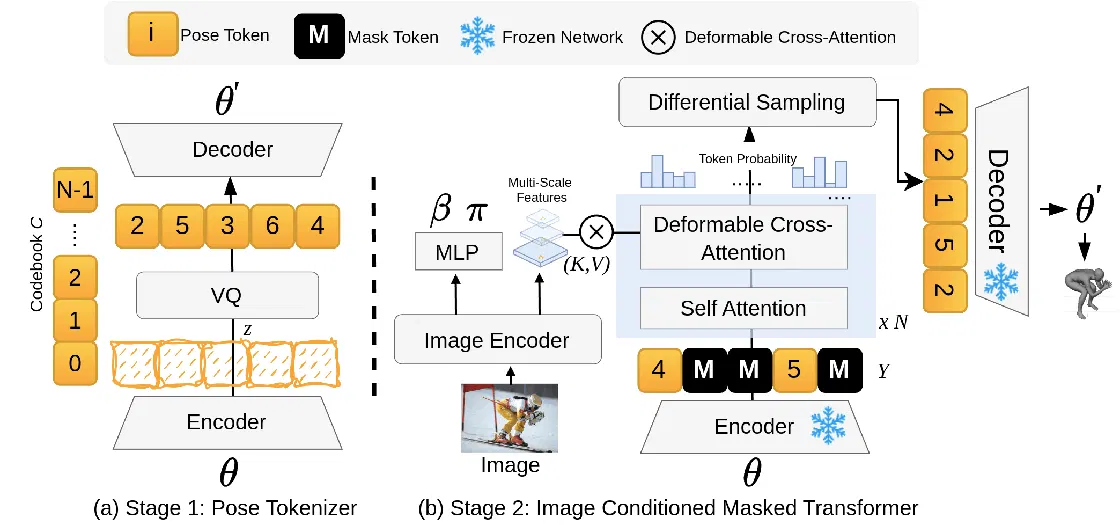 i Pose Token M Mask Token Frozen Network Deformable Cross-Attention
θ'
Decoder
Codebook C
N-1
2
1
0
2 5 3 6 4
VQ
z
Encoder
θ
(a) Stage 1: Pose Tokenizer
β π
MLP
Multi-Scale
Features
(K,V)
Image Encoder
Image
Differential Sampling
Token Probability
Deformable Cross-
Attention
Self Attention
x N
4 M M 5 M
Y
Encoder
θ
4
2
1
5
2
Decoder
θ'
(b) Stage 2: Image Conditioned Masked Transformer